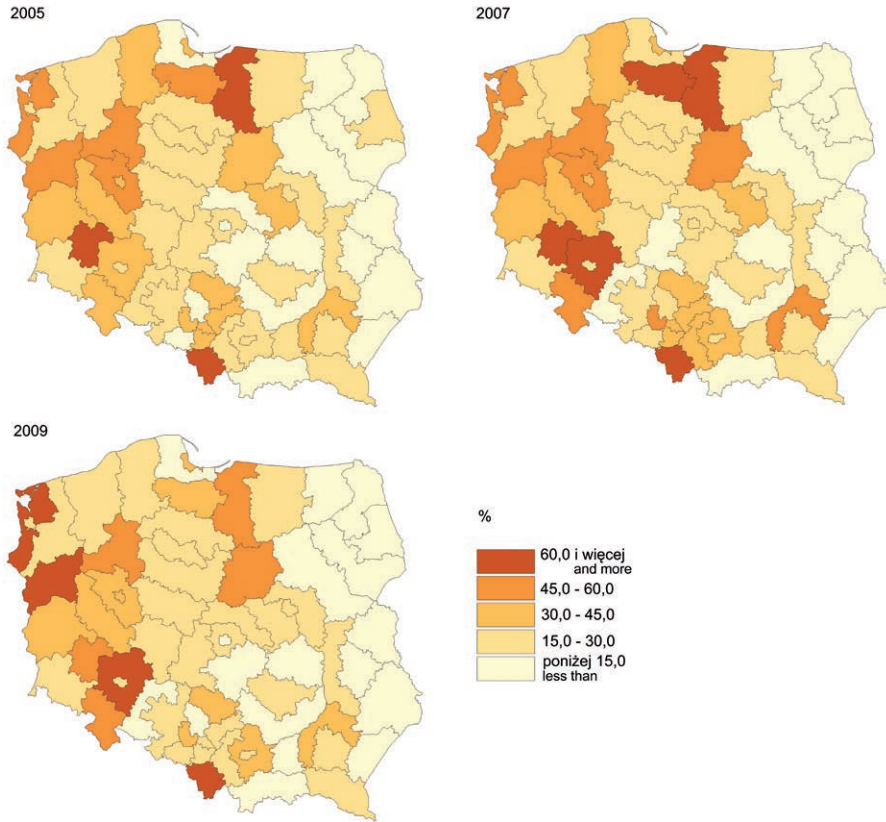 2005
2007
2009
%
60,0 i więcej
and more
45,0 - 60,0
30,0 - 45,0
15,0 - 30,0
poniżej 15,0
less than